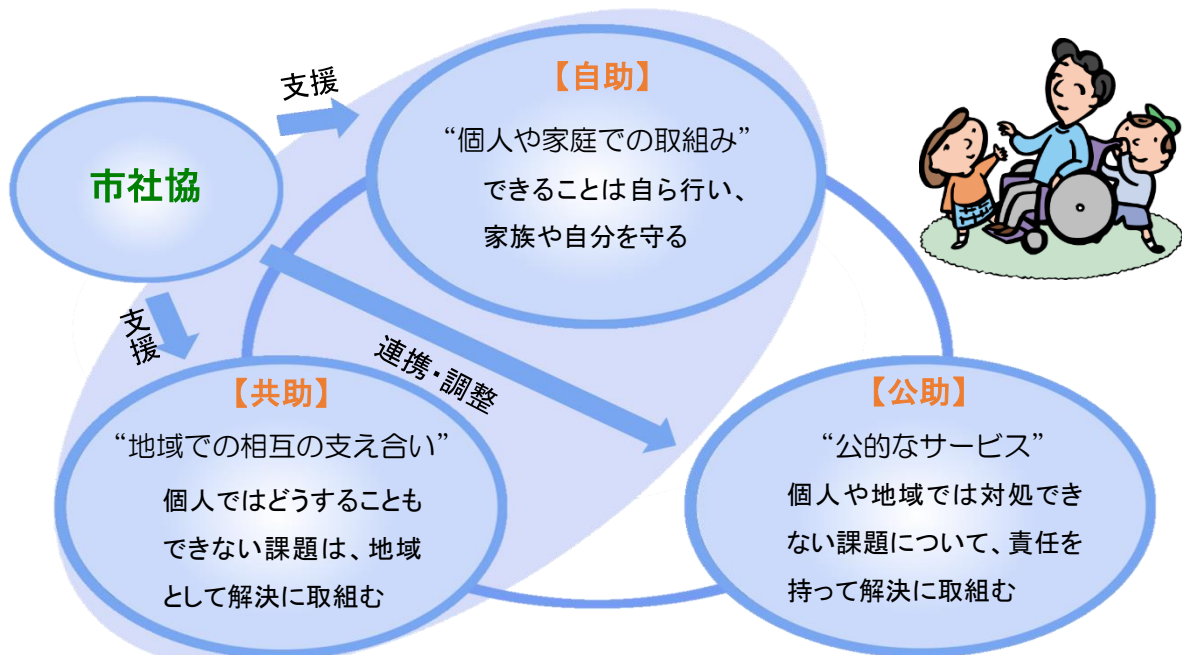 支援
【自助】
“個人や家庭での取組み”
できることは自ら行い、
家族や自分を守る
市社協
支援
連携・調整
【共助】
“地域での相互の支え合い”
個人ではどうすることも
できない課題は、地域
として解決に取組む
【公助】
“公的なサービス”
個人や地域では対処でき
ない課題について、責任を
持って解決に取組む